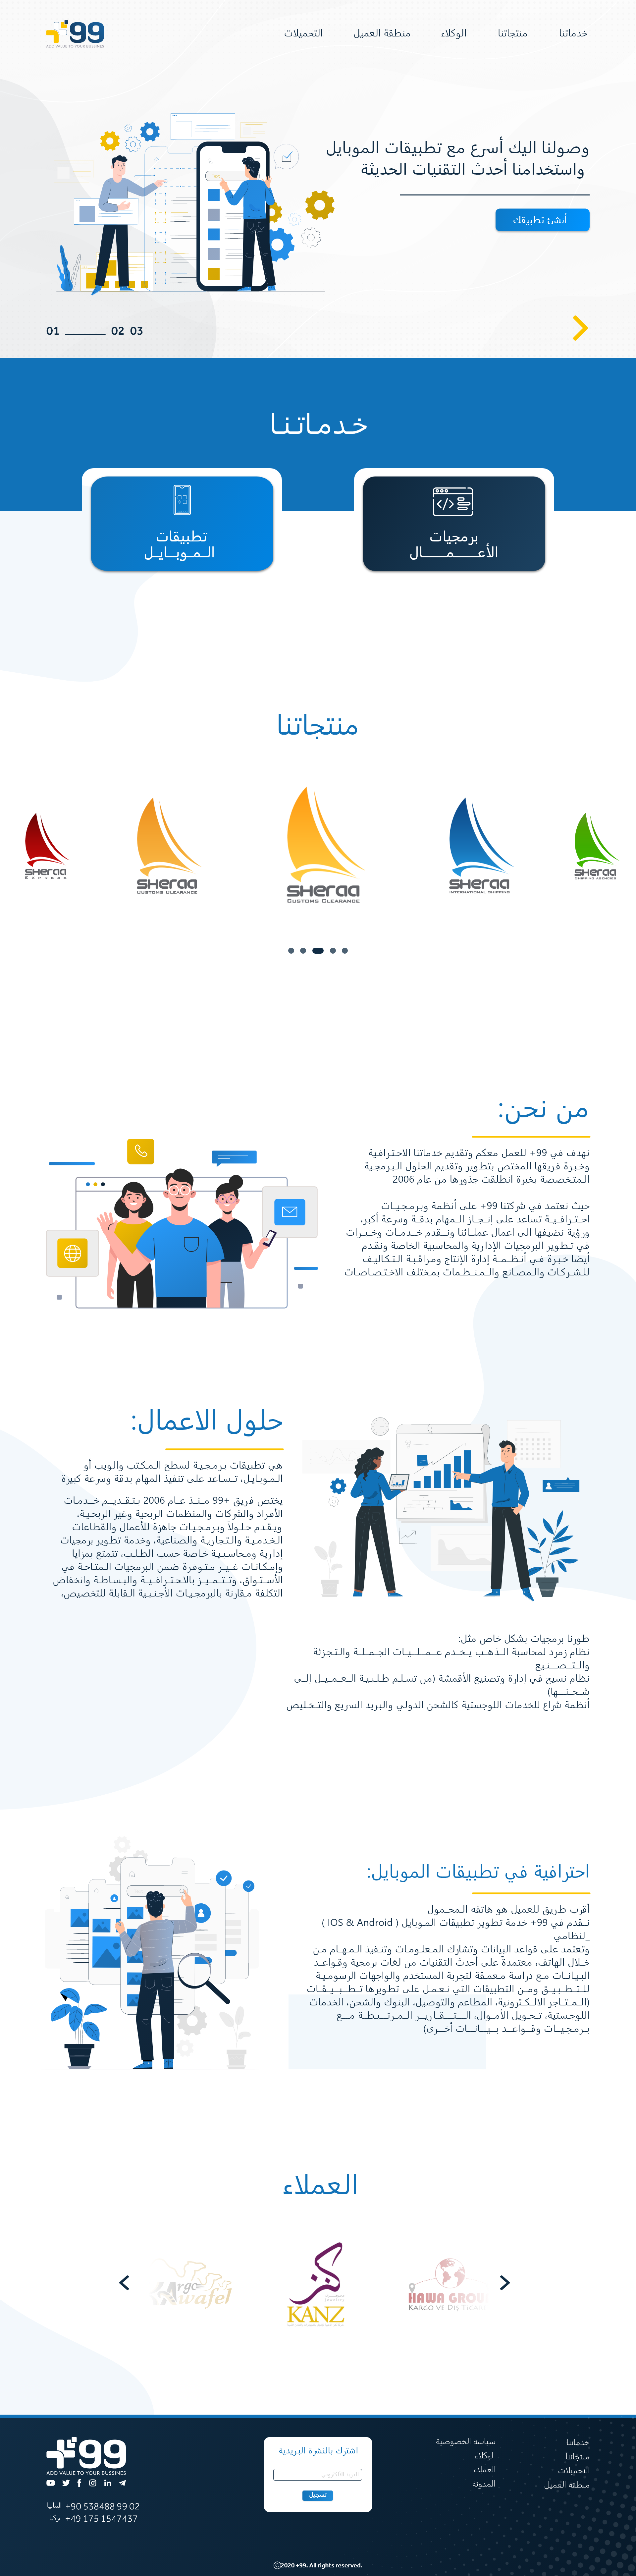 +99
ADD VALUE TO YOUR BUSSINES
خدماتنا
منتجاتنا
الوكلاء
منطقة العميل
التحميلات
وصولنا اليك أسرع مع تطبيقات الموبايل
واستخدامنا أحدث التقنيات الحديثة
أنشئ تطبيقك
01 02 03
خدماتنا
برمجيات
الأعمال
تطبيقات
الموبايل
منتجاتنا
SHERAA
EXPRESS
SHERAA
CUSTOMS CLEARANCE
SHERAA
CUSTOMS CLEARANCE
SHERAA
INTERNATIONAL SHIPPING
SHERAA
SHIPPING AGENCIES
من نحن:
نهدف في 99+ للعمل معكم وتقديم خدماتنا الاحترافية
وخبرة فريقها المختص بتطوير وتقديم الحلول البرمجية
المتخصصة بخبرة انطلقت جذورها من عام 2006
حيث نعتمد في شركتنا 99+ على أنظمة وبرمجيات
احترافية تساعد على إنجاز المهام بدقة وسرعة أكبر،
ورؤية نضيفها الى اعمال عملائنا ونقدم خدمات وخبرات
في تطوير البرمجيات الإدارية والمحاسبية الخاصة ونقدم
أيضا خبرة في أنظمة إدارة الإنتاج ومراقبة التكاليف
للشركات والمصانع والمنظمات بمختلف الاختصاصات
حلول الاعمال:
هي تطبيقات برمجية لسطح المكتب والويب أو
الموبايل، تساعد على تنفيذ المهام بدقة وسرعة كبيرة
يختص فريق +99 منذ عام 2006 بتقديم خدمات
الأفراد والشركات والمنظمات الربحية وغير الربحية،
ويقدم حلولاً وبرمجيات جاهزة للأعمال والقطاعات
الخدمية والتجارية والصناعية، وخدمة تطوير برمجيات
إدارية ومحاسبية خاصة حسب الطلب، تتمتع بمزايا
وإمكانات غير متوفرة ضمن البرمجيات المتاحة في
الأسواق، وتتميز بالاحترافية والبساطة وانخفاض
التكلفة مقارنة بالبرمجيات الأجنبية القابلة للتخصيص،
طورنا برمجيات بشكل خاص مثل:
نظام زمرد لمحاسبة الذهب يخدم عمليات الجملة والتجزئة
والتصنيع
نظام نسيج في إدارة وتصنيع الأقمشة (من تسلم طلبية العميل إلى
شحنها)
أنظمة شراع للخدمات اللوجستية كالشحن الدولي والبريد السريع والتخليص
احترافية في تطبيقات الموبايل:
أقرب طريق للعميل هو هاتفه المحمول
نقدم في 99+ خدمة تطوير تطبيقات الموبايل ( IOS & Android )
_لنظامي
وتعتمد على قواعد البيانات وتشارك المعلومات وتنفيذ المهام من
خلال الهاتف، معتمدة على أحدث التقنيات من لغات برمجية وقواعد
البيانات مع دراسة معمقة لتجربة المستخدم والواجهات الرسومية
للتطبيق ومن التطبيقات التي نعمل على تطويرها تطبيقات
(المتاجر الالكترونية، المطاعم والتوصيل، البنوك والشحن، الخدمات
اللوجستية، تحويل الأموال، التقارير المرتبطة مع
برمجيات وقواعد بيانات أخرى)
العملاء
KANZ
HAWA GROU
KARGO VE DIŞ TİCAR
+99
ADD VALUE TO YOUR BUSSINES
المانيا +90 538488 99 02
تركيا +49 175 1547437
اشترك بالنشرة البريدية
البريد الالكتروني
تسجيل
سياسة الخصوصية
الوكلاء
العملاء
المدونة
خدماتنا
منتجاتنا
التحميلات
منطقة العميل
©2020 +99. All rights reserved.